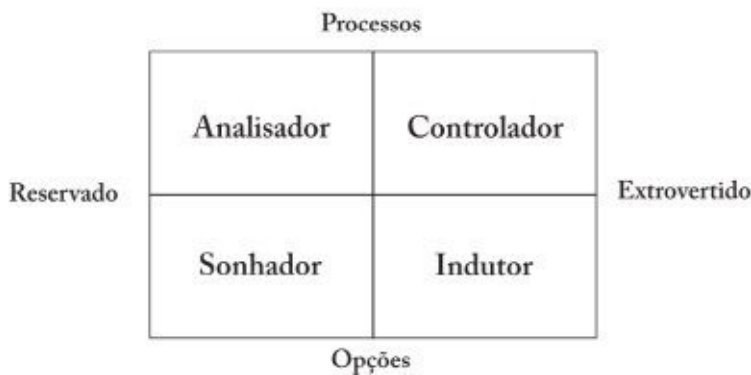 Processos
Analisador Controlador
Reservado Extrovertido
Sonhador Indutor
Opções